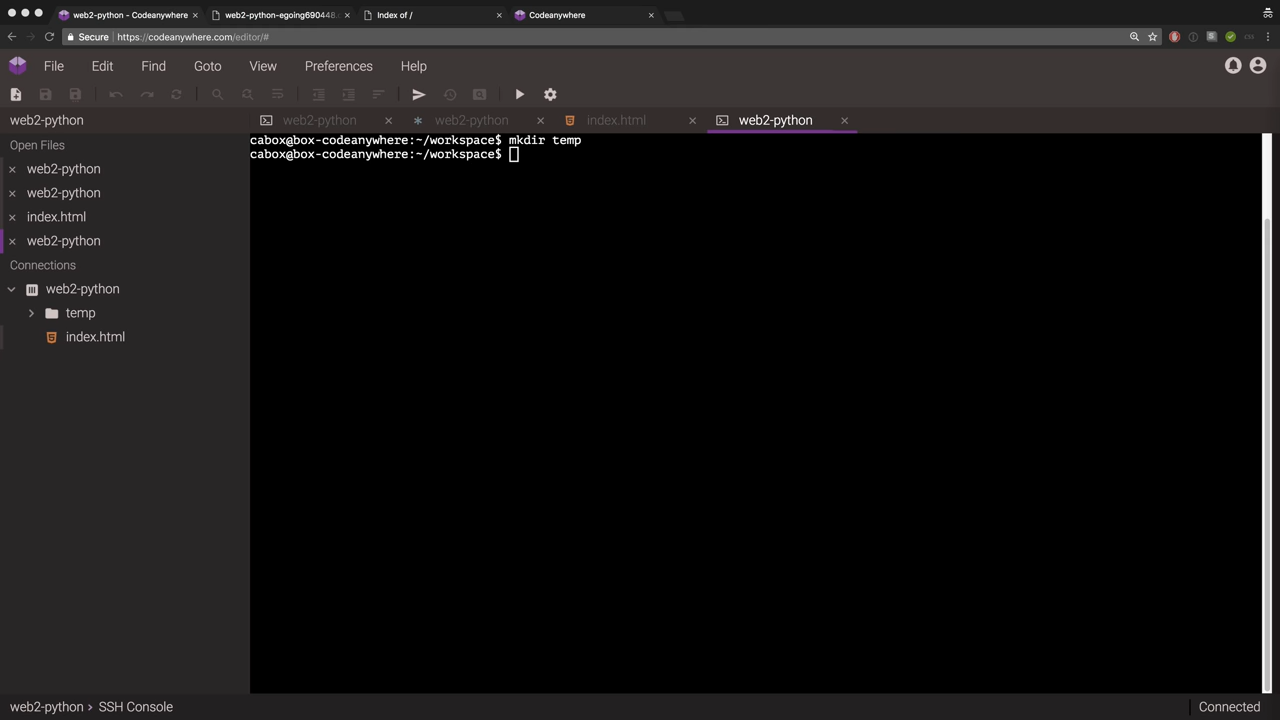 web2-python - Codeanywhere
web2-python-egoing690448.
Index of /
Codeanywhere
Secure
https://codeanywhere.com/editor/#
File Edit Find Goto View Preferences Help
web2-python
web2-python
web2-python
index.html
web2-python
Open Files
web2-python
web2-python
index.html
web2-python
Connections
web2-python
temp
index.html
cabox@box-codeanywhere:~/workspace$ mkdir temp
cabox@box-codeanywhere:~/workspace$
web2-python › SSH Console
Connected